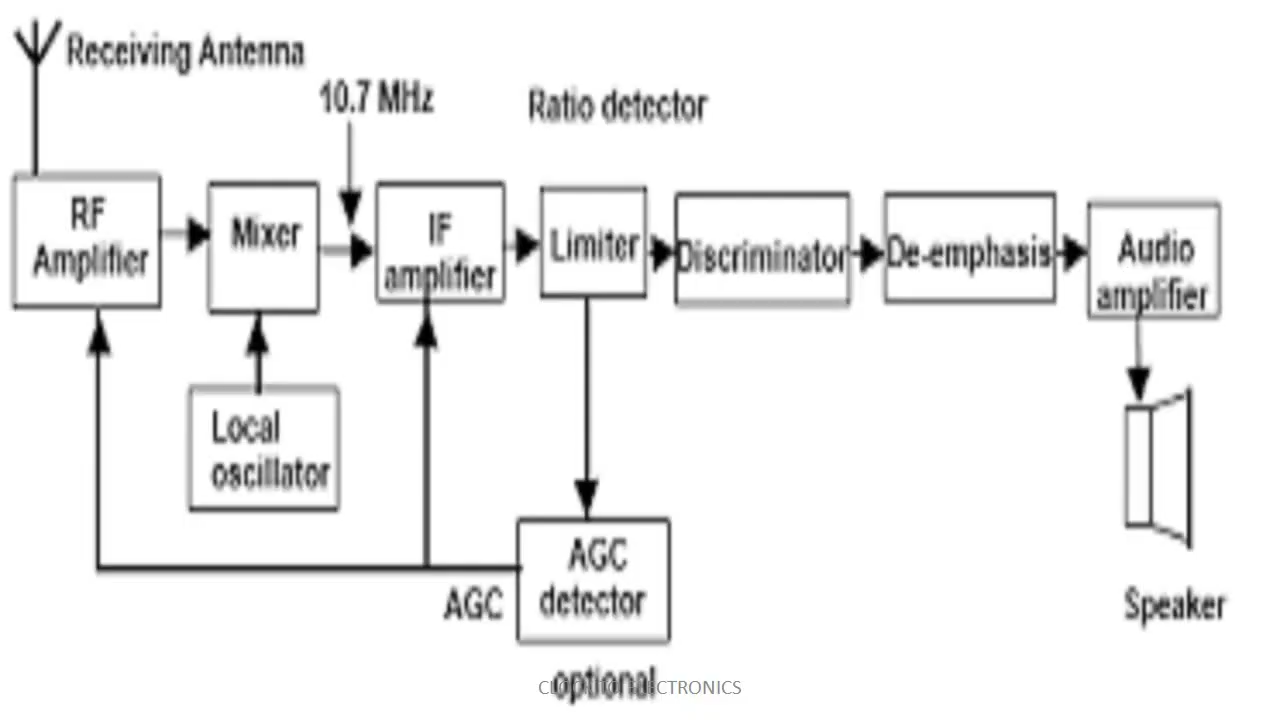 Receiving Antenna
10.7 MHz
Ratio detector
RF
Amplifier
Mixer
IF
amplifier
Limiter
Discriminator
De-emphasis
Audio
amplifier
Local
oscillator
AGC
AGC
detector
Speaker
optional
ELECTRONICS